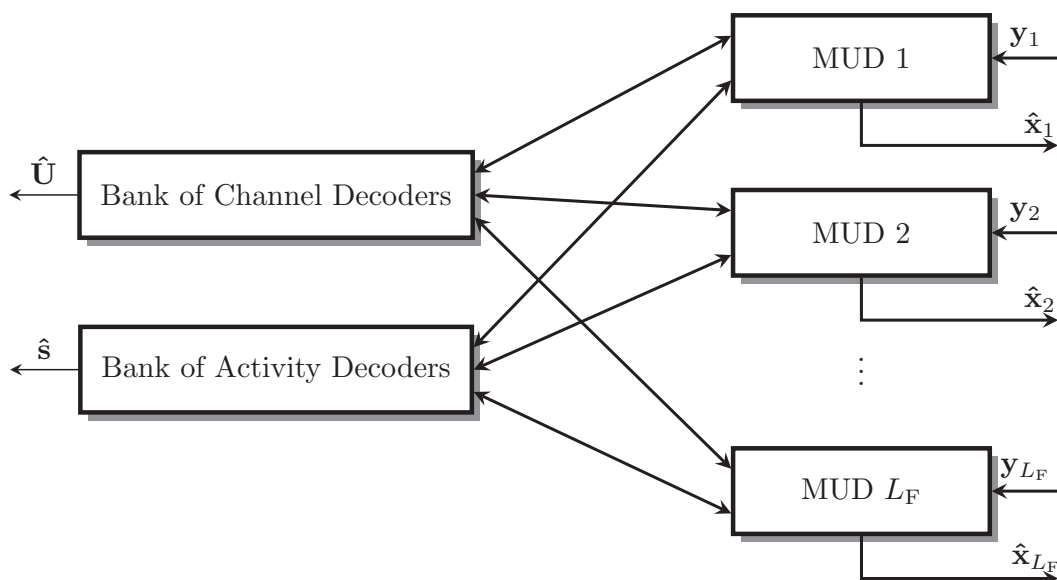 y₁
MUD 1
x̂₁
Û
Bank of Channel Decoders
y₂
MUD 2
x̂₂
ŝ
Bank of Activity Decoders
⋮
y_{L_F}
MUD L_F
x̂_{L_F}